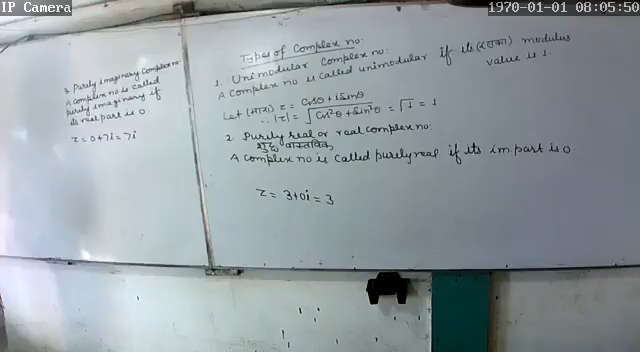 IP Camera
1970-01-01 08:05:50
Types of Complex no:
1. Unimodular Complex no:
A complex no is called unimodular if its (इसका) modulus
value is 1.
Let (माना) z = Cosθ + iSinθ
∴ |z| = √Cos²θ + Sin²θ = √1 = 1
2. Purely real or real complex no:
शुद्ध वास्तविक
A complex no is called purely real if its im part is 0
z = 3+0i = 3
3. Purely imaginary Complex no:
A complex no is called
purely imaginary if
its real part is 0.
z = 0+7i = 7i